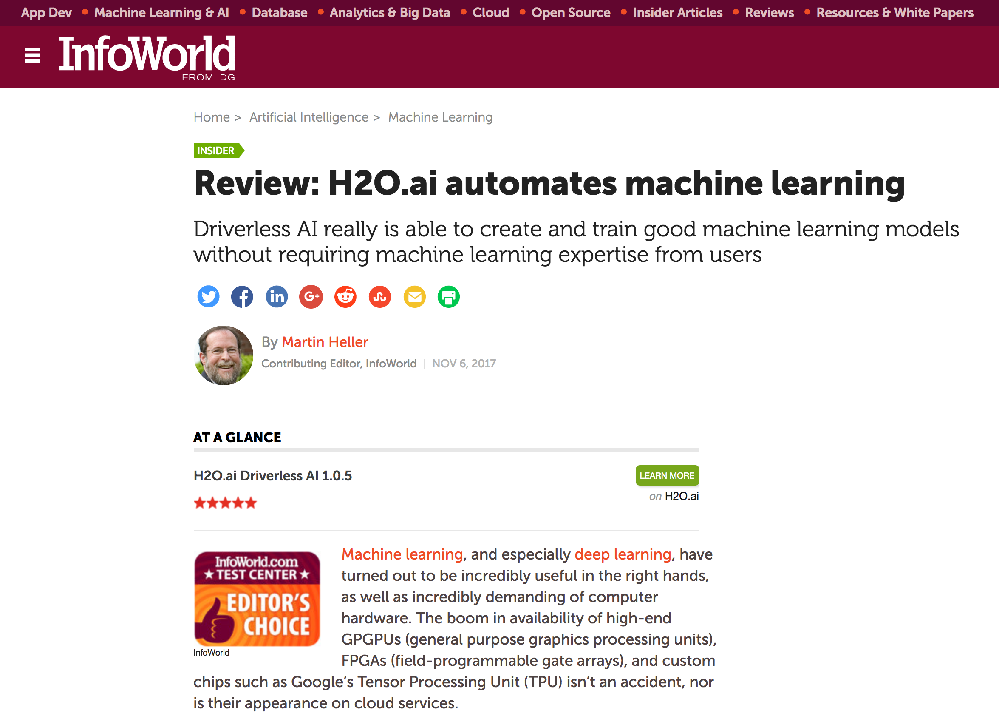 App Dev • Machine Learning & AI • Database • Analytics & Big Data • Cloud • Open Source • Insider Articles • Reviews • Resources & White Papers
InfoWorld
FROM IDG
Home > Artificial Intelligence > Machine Learning
INSIDER
Review: H2O.ai automates machine learning
Driverless AI really is able to create and train good machine learning models
without requiring machine learning expertise from users
in
G+
By Martin Heller
Contributing Editor, InfoWorld | NOV 6, 2017
AT A GLANCE
H2O.ai Driverless AI 1.0.5
LEARN MORE
on H2O.ai
InfoWorld.com
★ TEST CENTER ★
EDITOR'S
CHOICE
InfoWorld
Machine learning, and especially deep learning, have
turned out to be incredibly useful in the right hands,
as well as incredibly demanding of computer
hardware. The boom in availability of high-end
GPGPUs (general purpose graphics processing units),
FPGAs (field-programmable gate arrays), and custom
chips such as Google’s Tensor Processing Unit (TPU) isn’t an accident, nor
is their appearance on cloud services.